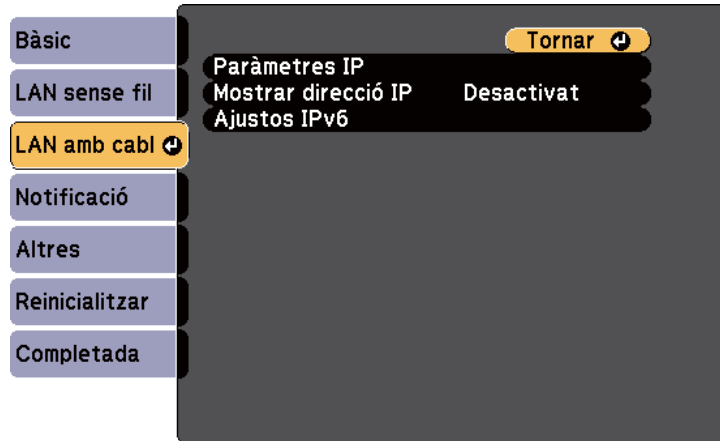 Bàsic
LAN sense fil
LAN amb cabl
Notificació
Altres
Reinicialitzar
Completada
Tornar
Paràmetres IP
Mostrar direcció IP Desactivat
Ajustos IPv6